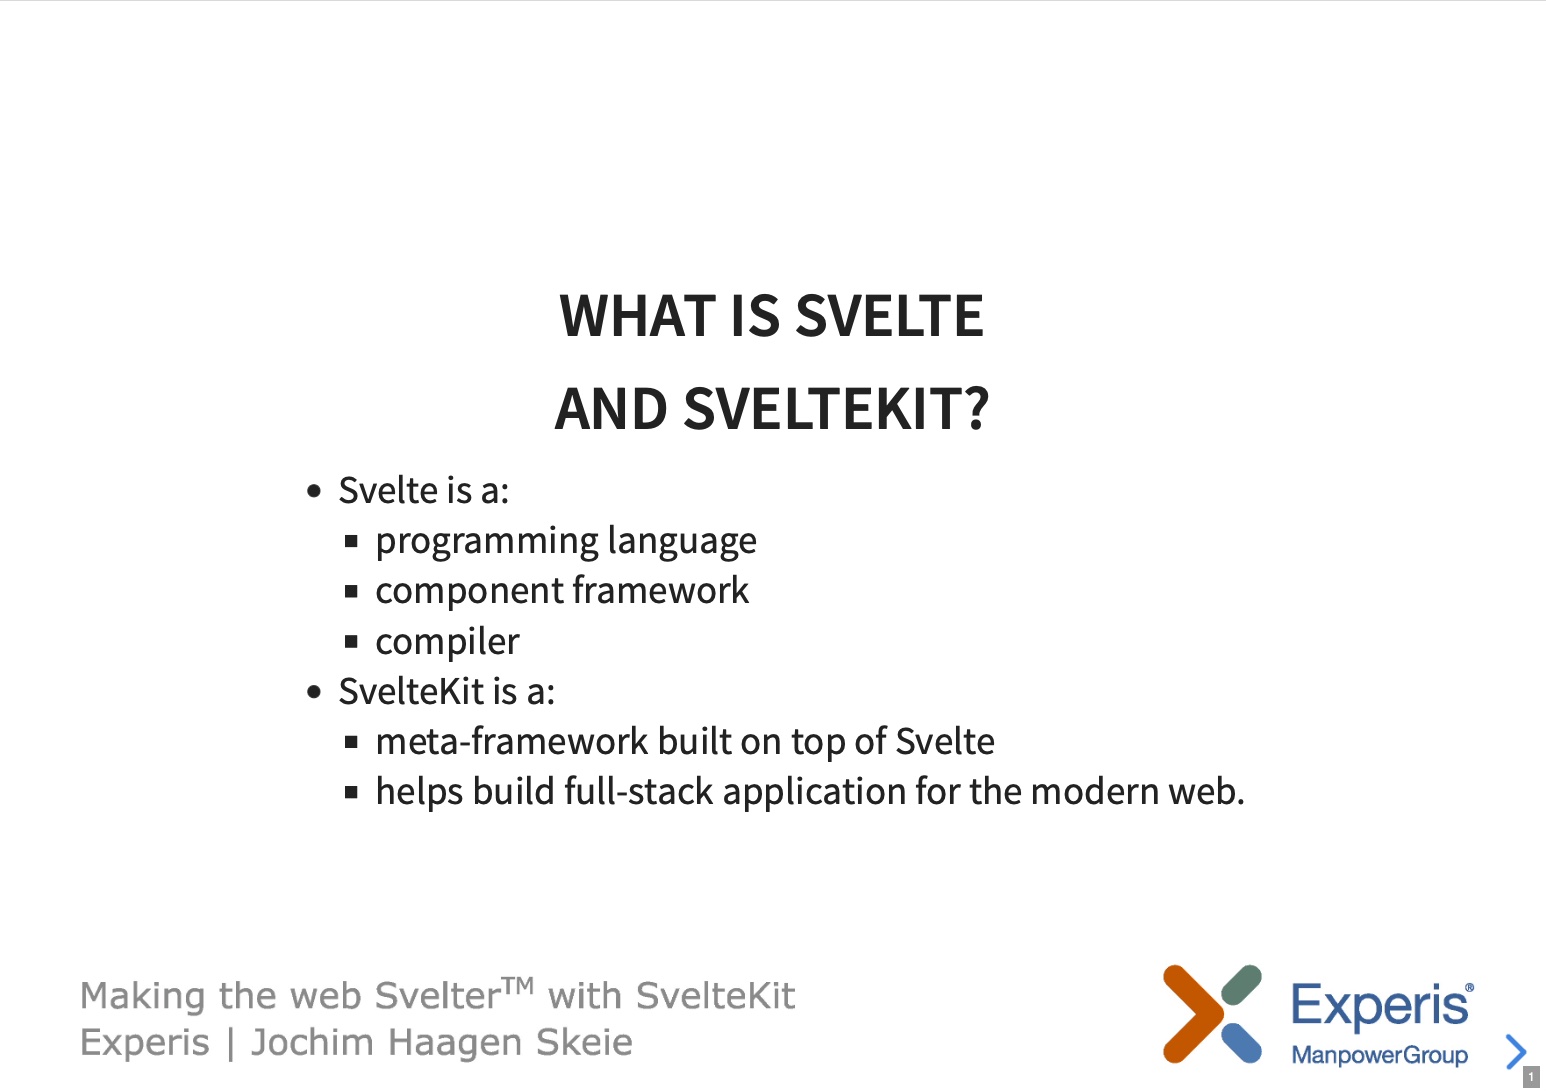 WHAT IS SVELTE
AND SVELTEKIT?
• Svelte is a:
▪ programming language
▪ component framework
▪ compiler
• SvelteKit is a:
▪ meta-framework built on top of Svelte
▪ helps build full-stack application for the modern web.
Making the web Svelter™ with SvelteKit
Experis | Jochim Haagen Skeie
Experis®
ManpowerGroup
1